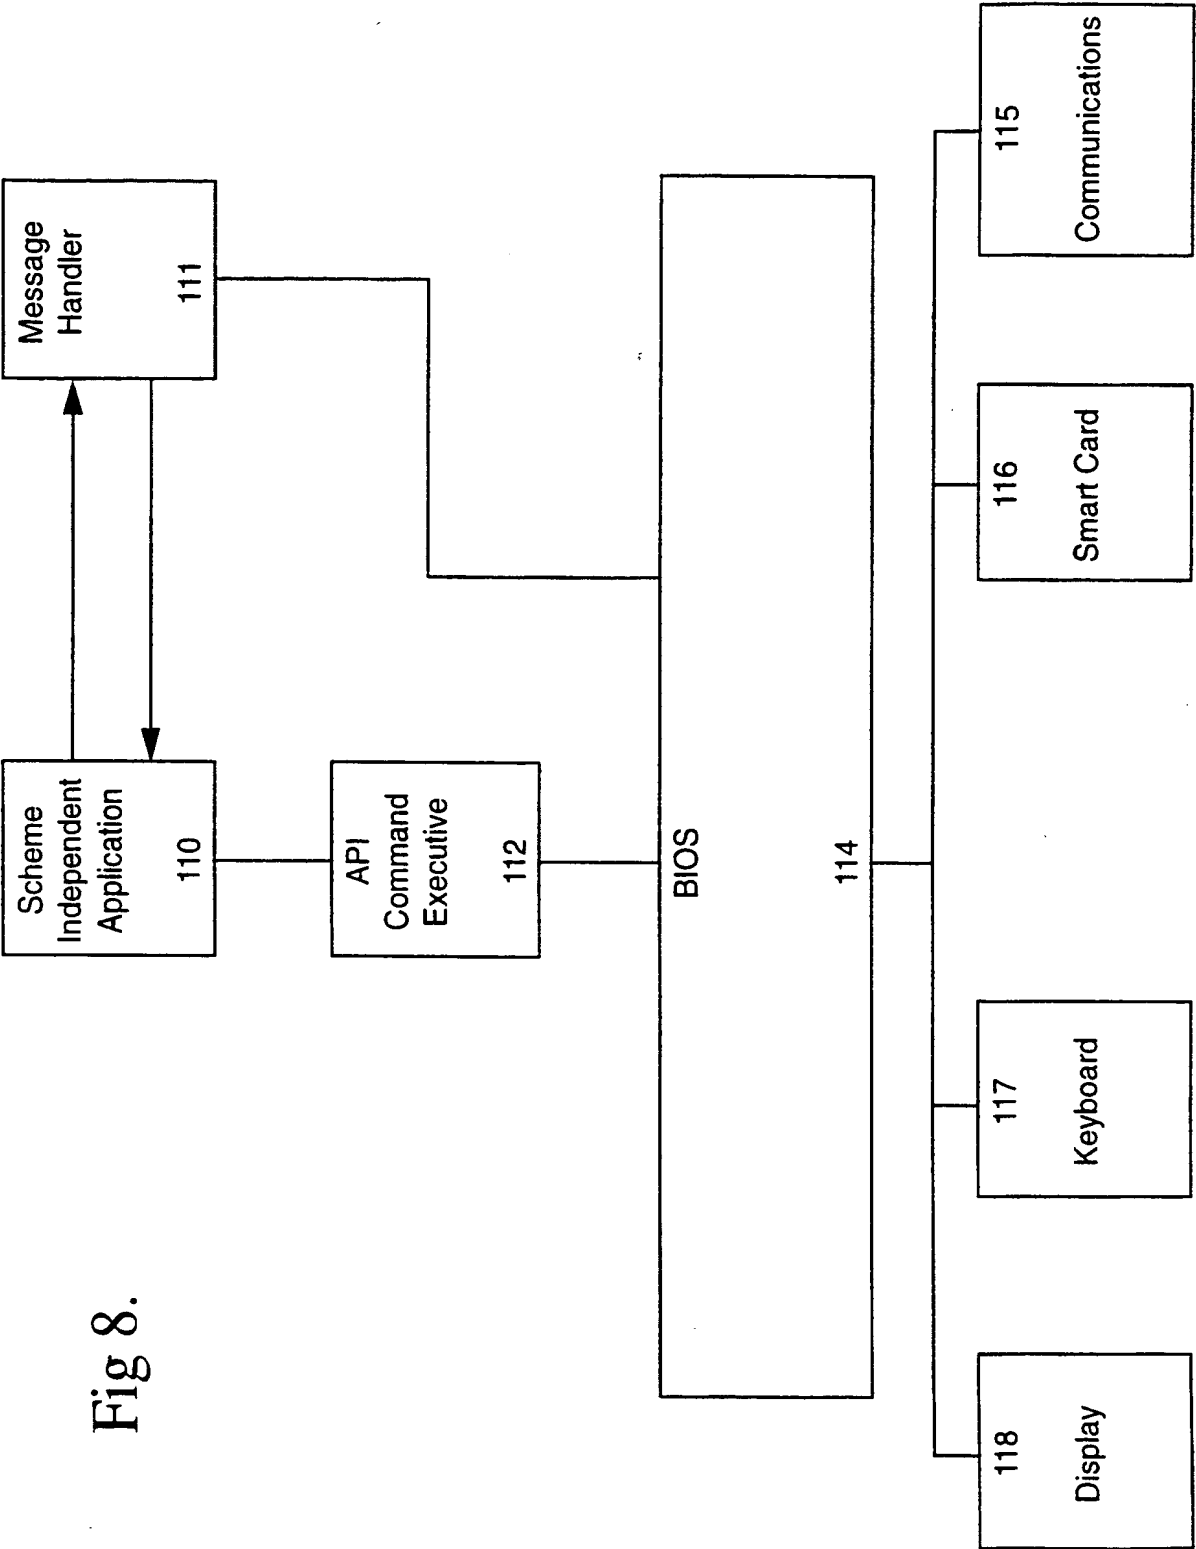 Fig 8.
Scheme
Independent
Application
110
Message
Handler
111
API
Command
Executive
112
BIOS
114
118
Display
117
Keyboard
116
Smart Card
115
Communications